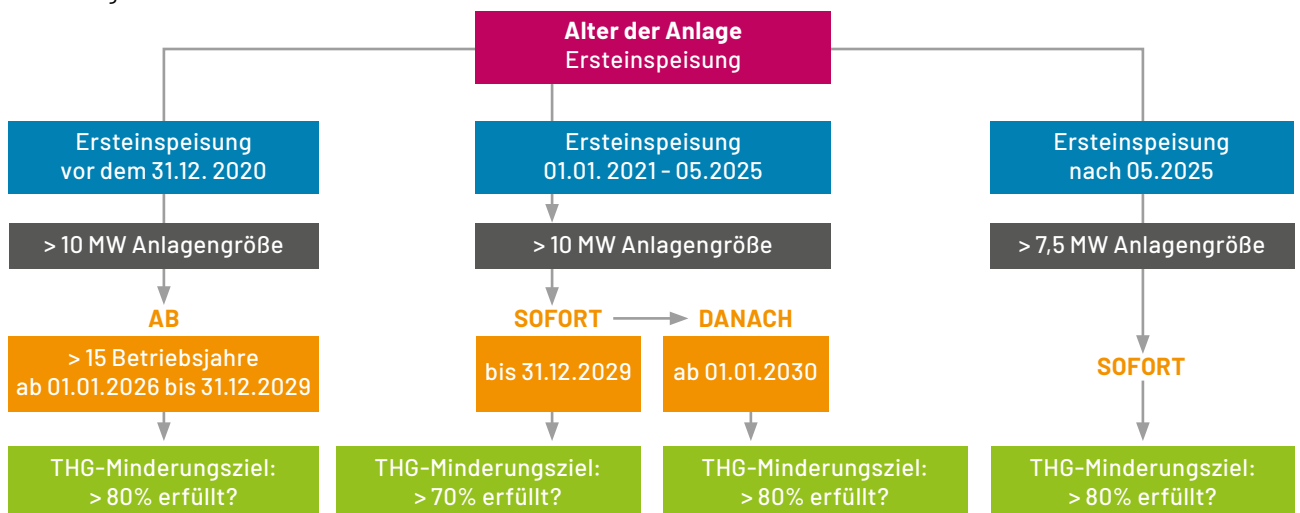 Alter der Anlage
Ersteinspeisung
Ersteinspeisung
vor dem 31.12. 2020
Ersteinspeisung
01.01. 2021 - 05.2025
Ersteinspeisung
nach 05.2025
> 10 MW Anlagengröße
> 10 MW Anlagengröße
> 7,5 MW Anlagengröße
AB
SOFORT
DANACH
> 15 Betriebsjahre
ab 01.01.2026 bis 31.12.2029
bis 31.12.2029
ab 01.01.2030
SOFORT
THG-Minderungsziel:
> 80% erfüllt?
THG-Minderungsziel:
> 70% erfüllt?
THG-Minderungsziel:
> 80% erfüllt?
THG-Minderungsziel:
> 80% erfüllt?